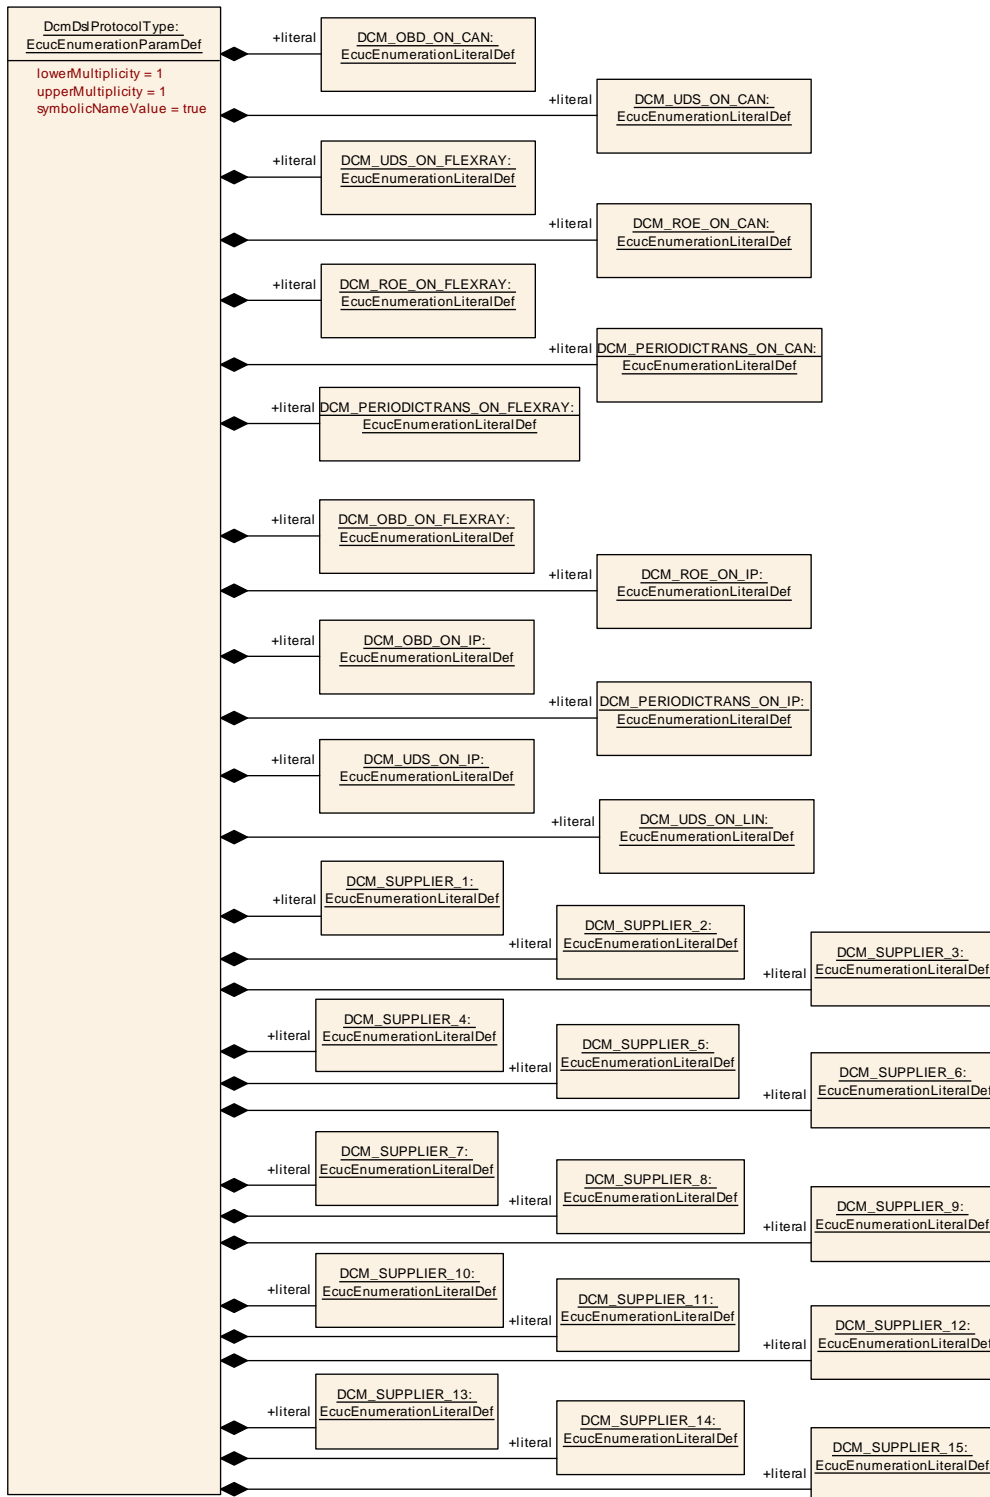 DcmDslProtocolType:
EcucEnumerationParamDef
lowerMultiplicity = 1
upperMultiplicity = 1
symbolicNameValue = true
+literal
DCM_OBD_ON_CAN:
EcucEnumerationLiteralDef
+literal
DCM_UDS_ON_CAN:
EcucEnumerationLiteralDef
+literal
DCM_UDS_ON_FLEXRAY:
EcucEnumerationLiteralDef
+literal
DCM_ROE_ON_CAN:
EcucEnumerationLiteralDef
+literal
DCM_ROE_ON_FLEXRAY:
EcucEnumerationLiteralDef
+literal
DCM_PERIODICTRANS_ON_CAN:
EcucEnumerationLiteralDef
+literal
DCM_PERIODICTRANS_ON_FLEXRAY:
EcucEnumerationLiteralDef
+literal
DCM_OBD_ON_FLEXRAY:
EcucEnumerationLiteralDef
+literal
DCM_ROE_ON_IP:
EcucEnumerationLiteralDef
+literal
DCM_OBD_ON_IP:
EcucEnumerationLiteralDef
+literal
DCM_PERIODICTRANS_ON_IP:
EcucEnumerationLiteralDef
+literal
DCM_UDS_ON_IP:
EcucEnumerationLiteralDef
+literal
DCM_UDS_ON_LIN:
EcucEnumerationLiteralDef
+literal
DCM_SUPPLIER_1:
EcucEnumerationLiteralDef
+literal
DCM_SUPPLIER_2:
EcucEnumerationLiteralDef
+literal
DCM_SUPPLIER_3:
EcucEnumerationLiteralDef
+literal
DCM_SUPPLIER_4:
EcucEnumerationLiteralDef
+literal
DCM_SUPPLIER_5:
EcucEnumerationLiteralDef
+literal
DCM_SUPPLIER_6:
EcucEnumerationLiteralDef
+literal
DCM_SUPPLIER_7:
EcucEnumerationLiteralDef
+literal
DCM_SUPPLIER_8:
EcucEnumerationLiteralDef
+literal
DCM_SUPPLIER_9:
EcucEnumerationLiteralDef
+literal
DCM_SUPPLIER_10:
EcucEnumerationLiteralDef
+literal
DCM_SUPPLIER_11:
EcucEnumerationLiteralDef
+literal
DCM_SUPPLIER_12:
EcucEnumerationLiteralDef
+literal
DCM_SUPPLIER_13:
EcucEnumerationLiteralDef
+literal
DCM_SUPPLIER_14:
EcucEnumerationLiteralDef
+literal
DCM_SUPPLIER_15:
EcucEnumerationLiteralDef